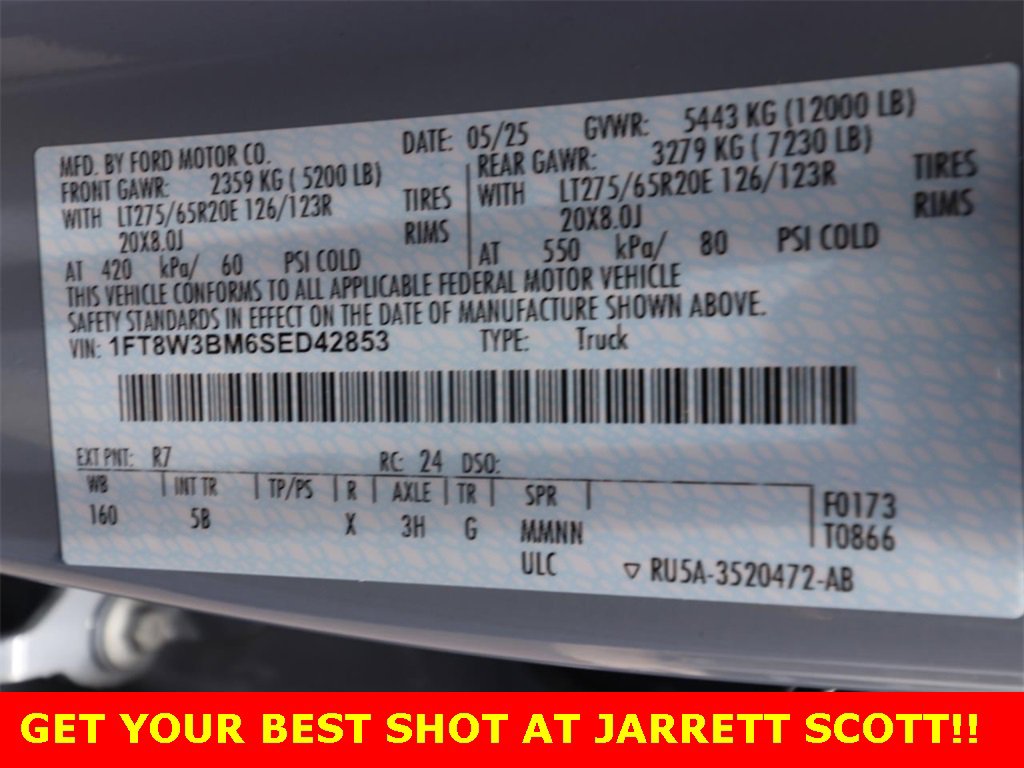 MFD. BY FORD MOTOR CO. DATE: 05/25 GVWR: 5443 KG (12000 LB)
FRONT GAWR: 2359 KG ( 5200 LB) REAR GAWR: 3279 KG ( 7230 LB)
WITH LT275/65R20E 126/123R TIRES WITH LT275/65R20E 126/123R TIRES
20X8.0J RIMS 20X8.0J RIMS
AT 420 kPa/ 60 PSI COLD AT 550 kPa/ 80 PSI COLD
THIS VEHICLE CONFORMS TO ALL APPLICABLE FEDERAL MOTOR VEHICLE
SAFETY STANDARDS IN EFFECT ON THE DATE OF MANUFACTURE SHOWN ABOVE.
VIN: 1FT8W3BM6SED42853 TYPE: Truck
EXT PNT: R7 RC: 24 DSO:
WB INT TR TP/PS R AXLE TR SPR F0173
160 5B X 3H G MMNN T0866
ULC ▽ RU5A-3520472-AB
GET YOUR BEST SHOT AT JARRETT SCOTT!!